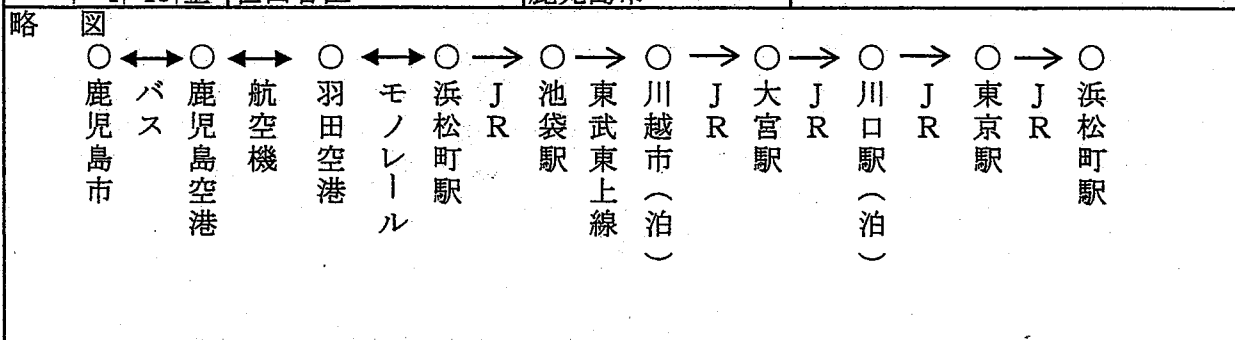 略図
鹿児島市
バス
鹿児島空港
航空機
羽田空港
モノレール
浜松町駅
JR
池袋駅
東武東上線
川越市（泊）
JR
大宮駅
JR
川口駅（泊）
JR
東京駅
JR
浜松町駅